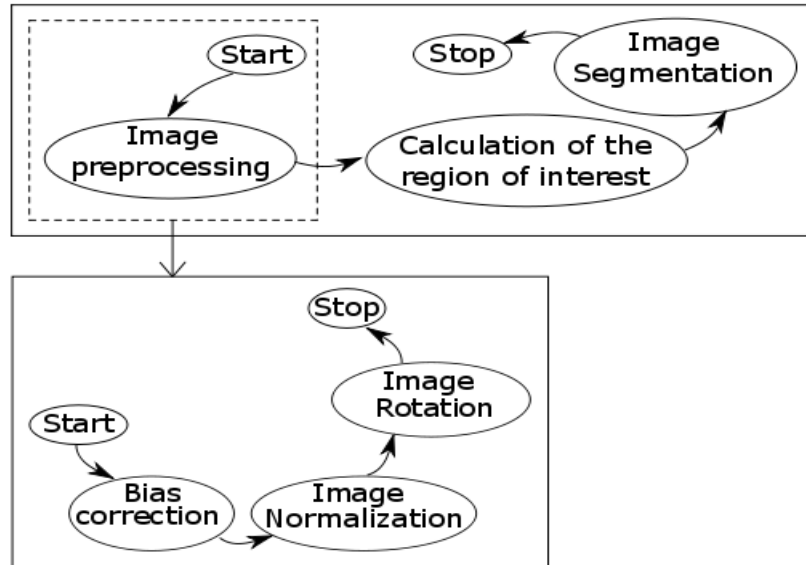 Start
Image
preprocessing
Calculation of the
region of interest
Image
Segmentation
Stop
Start
Bias
correction
Image
Normalization
Image
Rotation
Stop